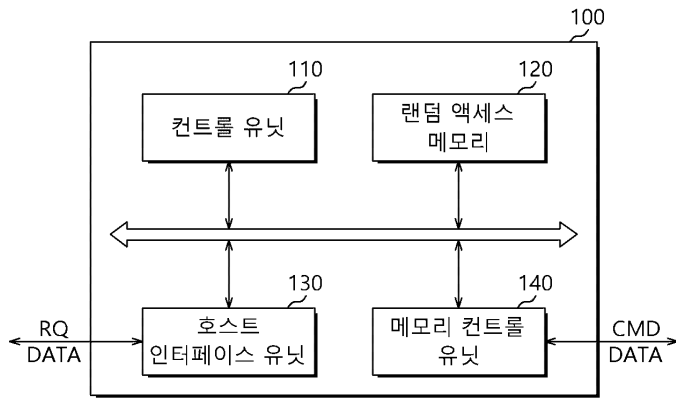 100
110
120
컨트롤 유닛
랜덤 액세스
메모리
130
140
호스트
인터페이스 유닛
메모리 컨트롤
유닛
RQ
DATA
CMD
DATA